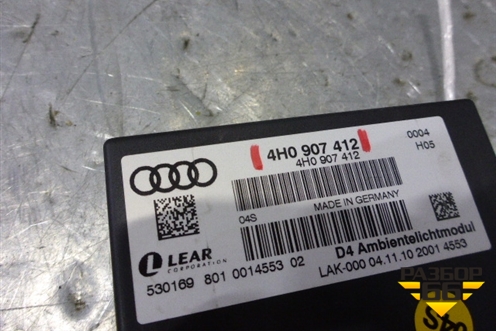 4H0 907 412
4H0 907 412
0004
H05
04S
MADE IN GERMANY
LEAR
CORPORATION
D4 Ambientelichtmodul
530169 801 0014553 02
LAK-000 04.11.10 2001 4553
РАЗБОР
66